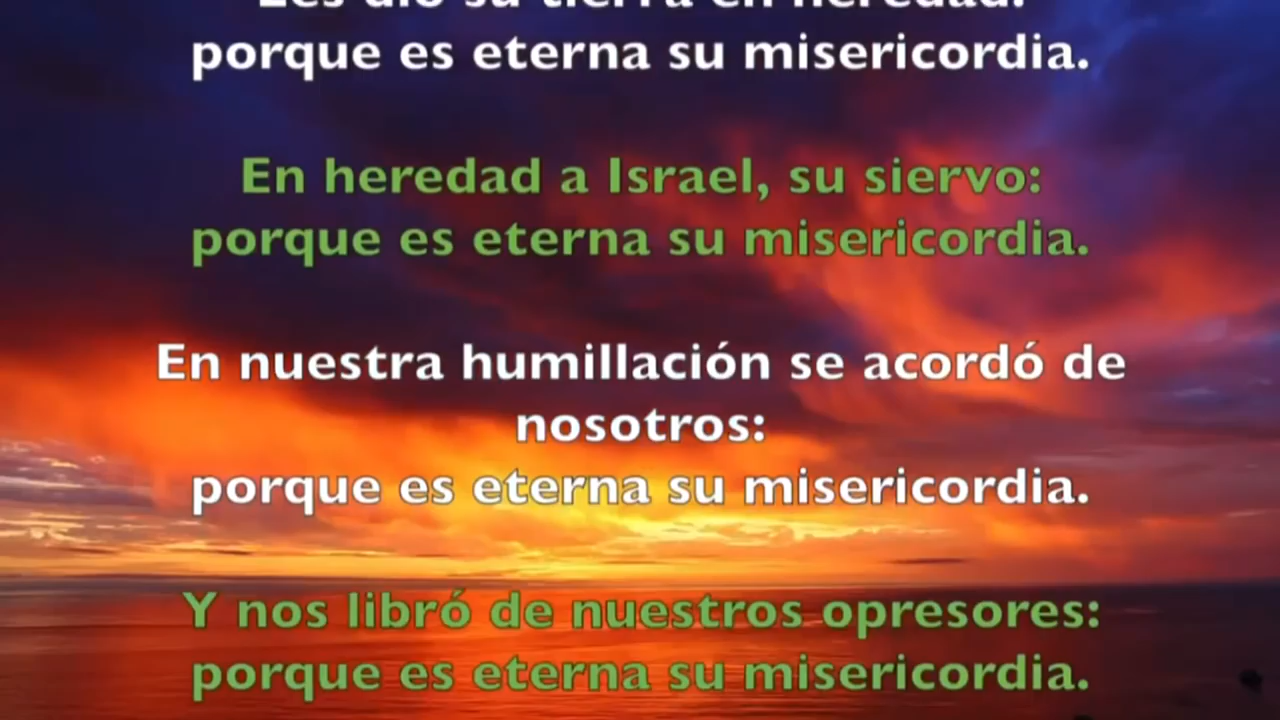 Les dio su tierra en heredad:
porque es eterna su misericordia.
En heredad a Israel, su siervo:
porque es eterna su misericordia.
En nuestra humillación se acordó de
nosotros:
porque es eterna su misericordia.
Y nos libró de nuestros opresores:
porque es eterna su misericordia.